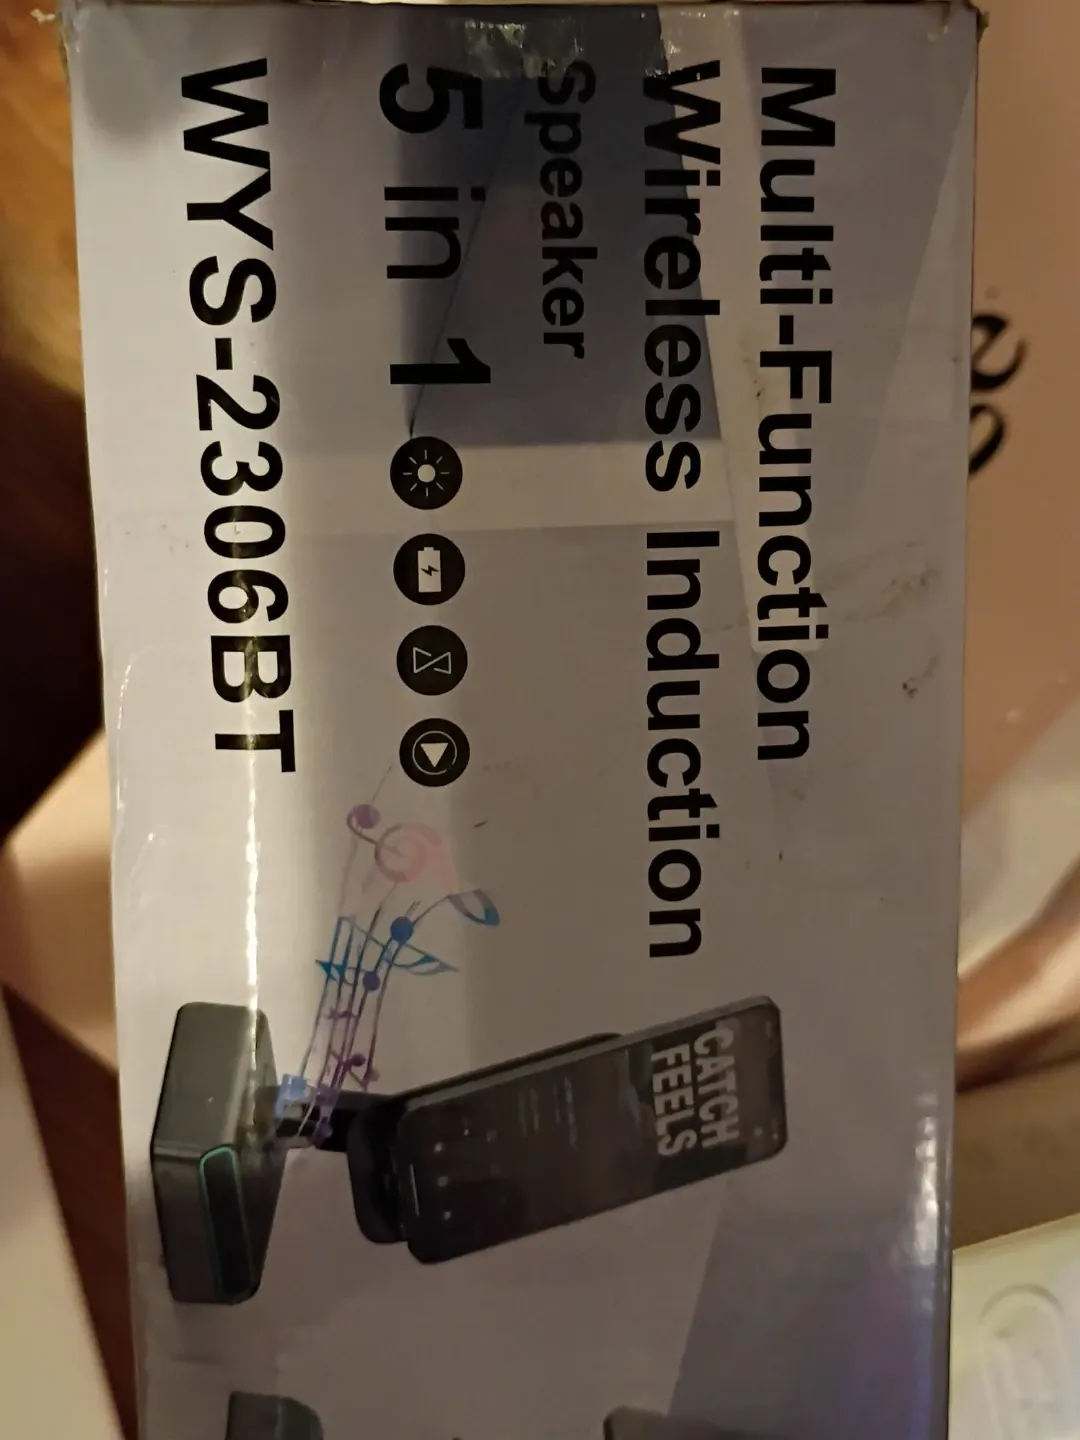 Multi-Function
Wireless Induction
Speaker
5 in 1
WYS-2306BT
CATCH
FEELS